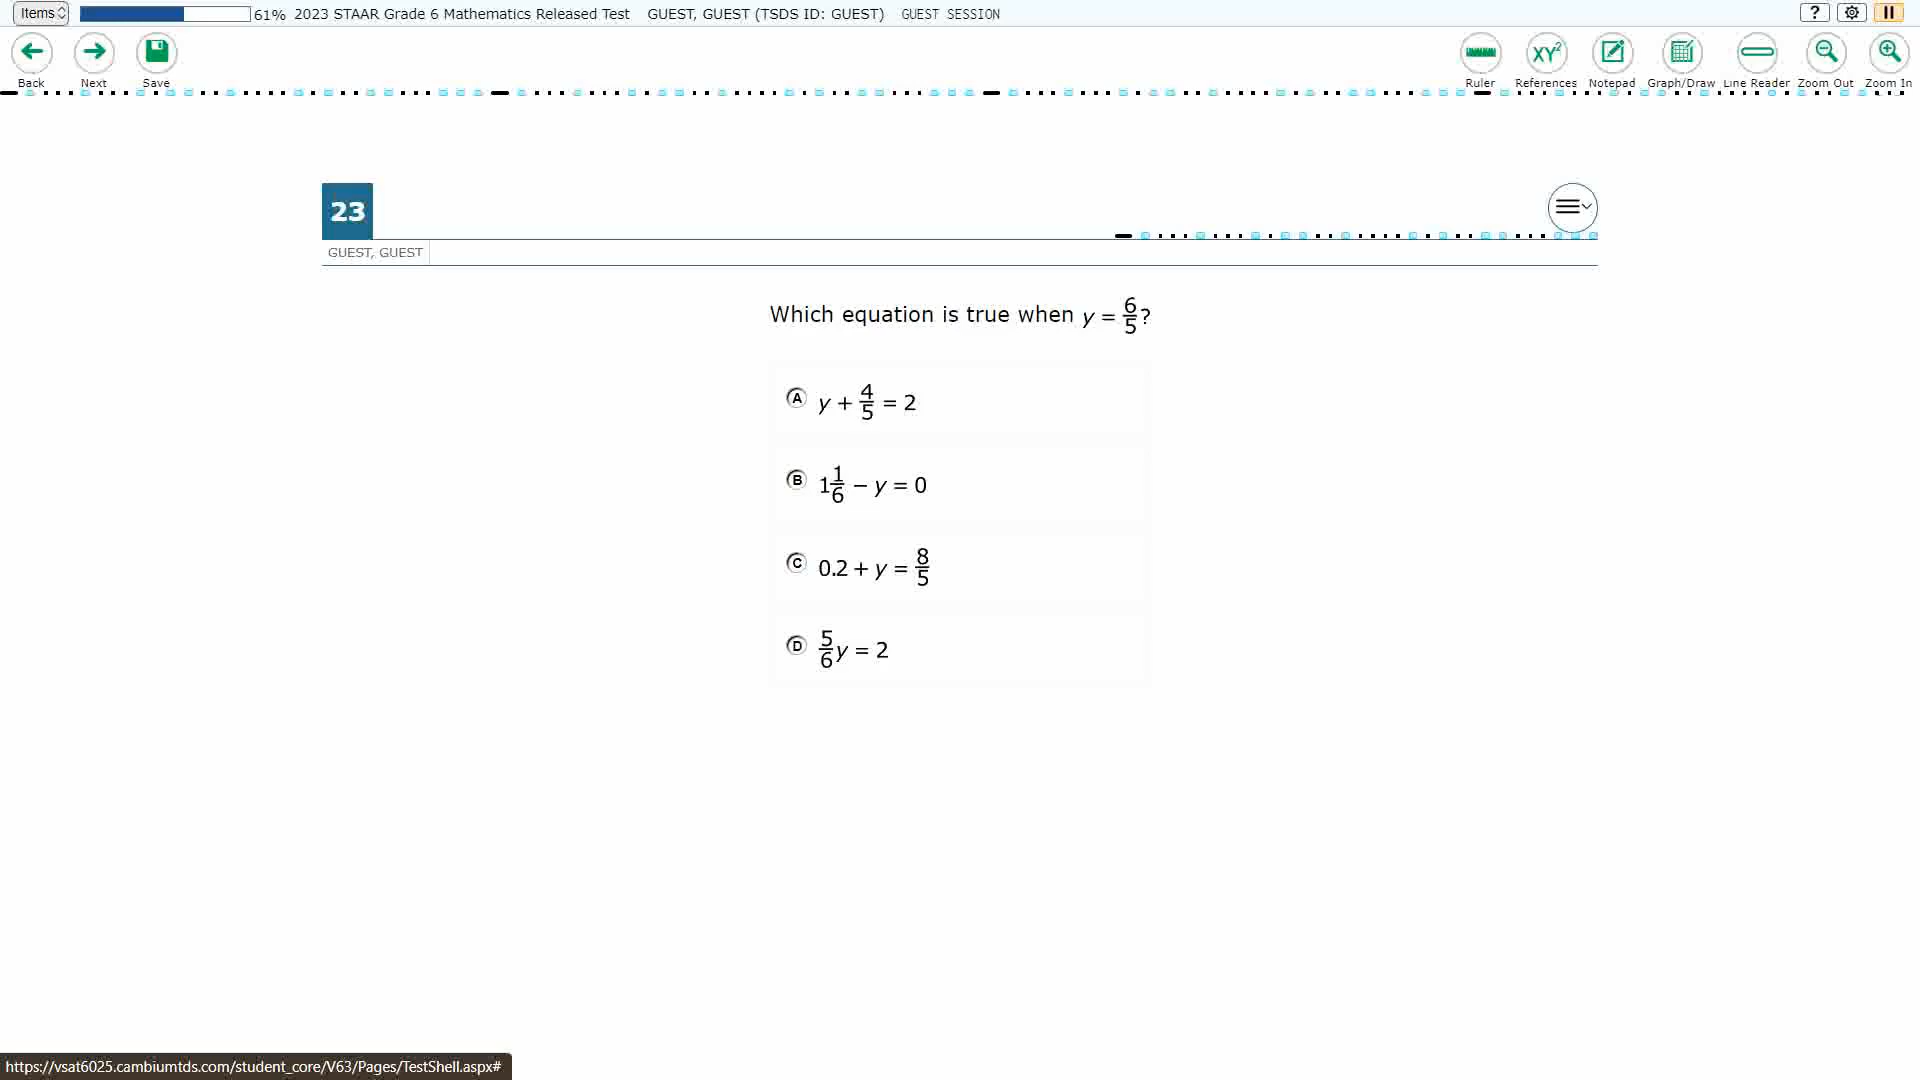 Items 61% 2023 STAAR Grade 6 Mathematics Released Test GUEST, GUEST (TSDS ID: GUEST) GUEST SESSION ?
Back Next Save XY² Ruler References Notepad Graph/Draw Line Reader Zoom Out Zoom In
23
GUEST, GUEST
Which equation is true when y = 6/5?
A y + 4/5 = 2
B 1 1/6 − y = 0
C 0.2 + y = 8/5
D 5/6 y = 2
https://vsat6025.cambiumtds.com/student_core/V63/Pages/TestShell.aspx#